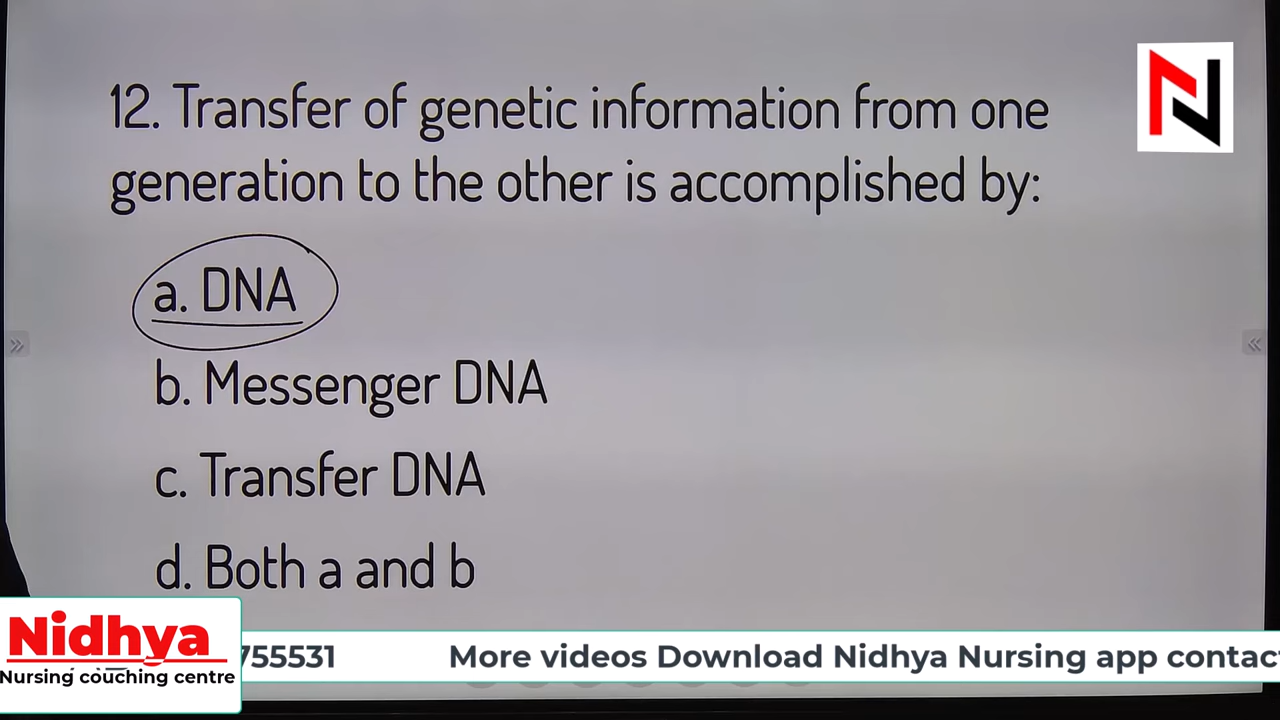 12. Transfer of genetic information from one
generation to the other is accomplished by:
a. DNA
b. Messenger DNA
c. Transfer DNA
d. Both a and b
Nidhya
Nursing couching centre
755531 More videos Download Nidhya Nursing app contac